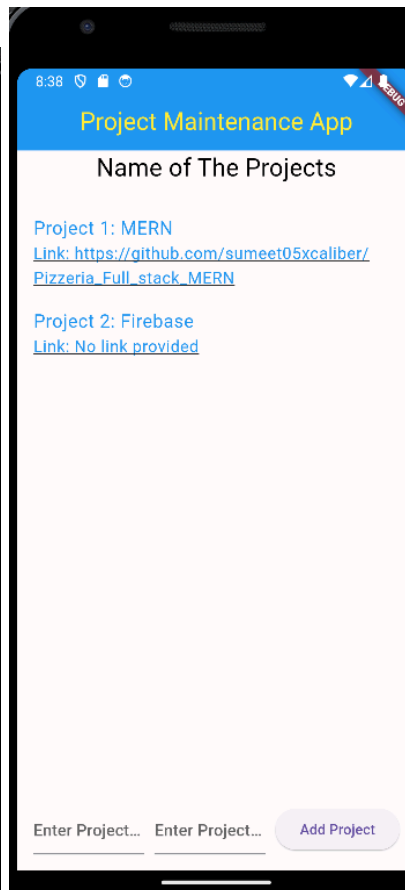 8:38
DEBUG
Project Maintenance App
Name of The Projects
Project 1: MERN
Link: https://github.com/sumeet05xcaliber/
Pizzeria_Full_stack_MERN
Project 2: Firebase
Link: No link provided
Enter Project... Enter Project... Add Project